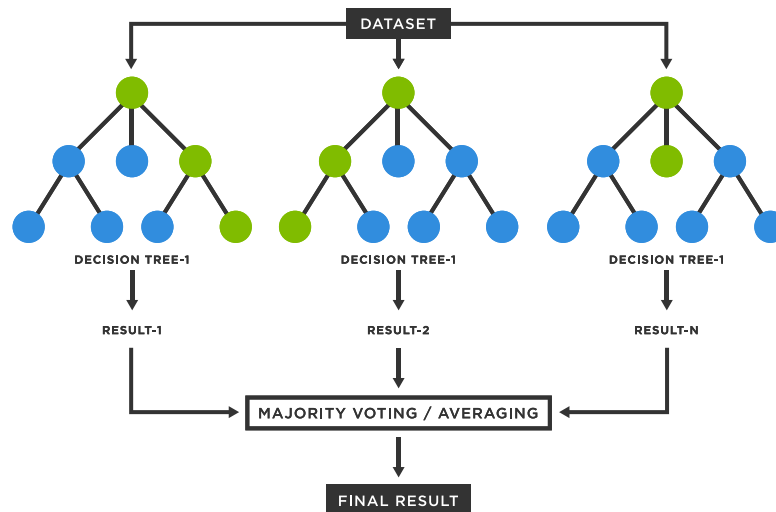 DATASET
DECISION TREE-1
DECISION TREE-1
DECISION TREE-1
RESULT-1
RESULT-2
RESULT-N
MAJORITY VOTING / AVERAGING
FINAL RESULT